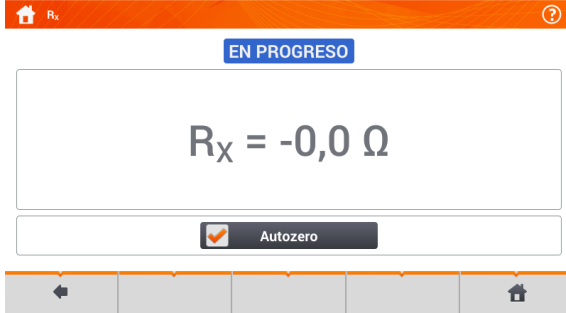 Rx
?
EN PROGRESO
Rx = -0,0 Ω
Autozero